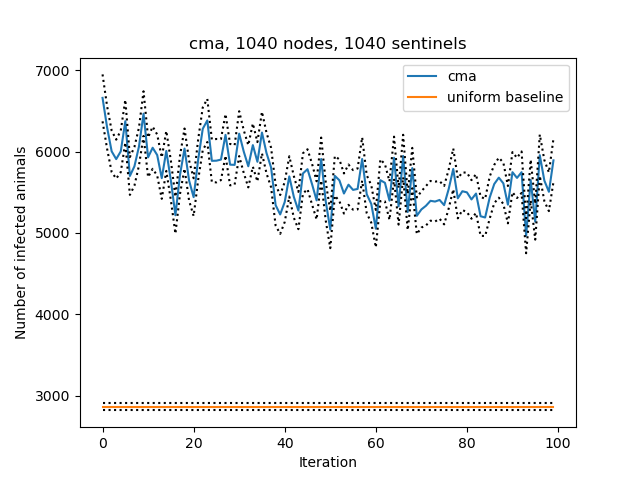 cma, 1040 nodes, 1040 sentinels
7000
6000
5000
4000
3000
Number of infected animals
cma
uniform baseline
0
20
40
60
80
100
Iteration